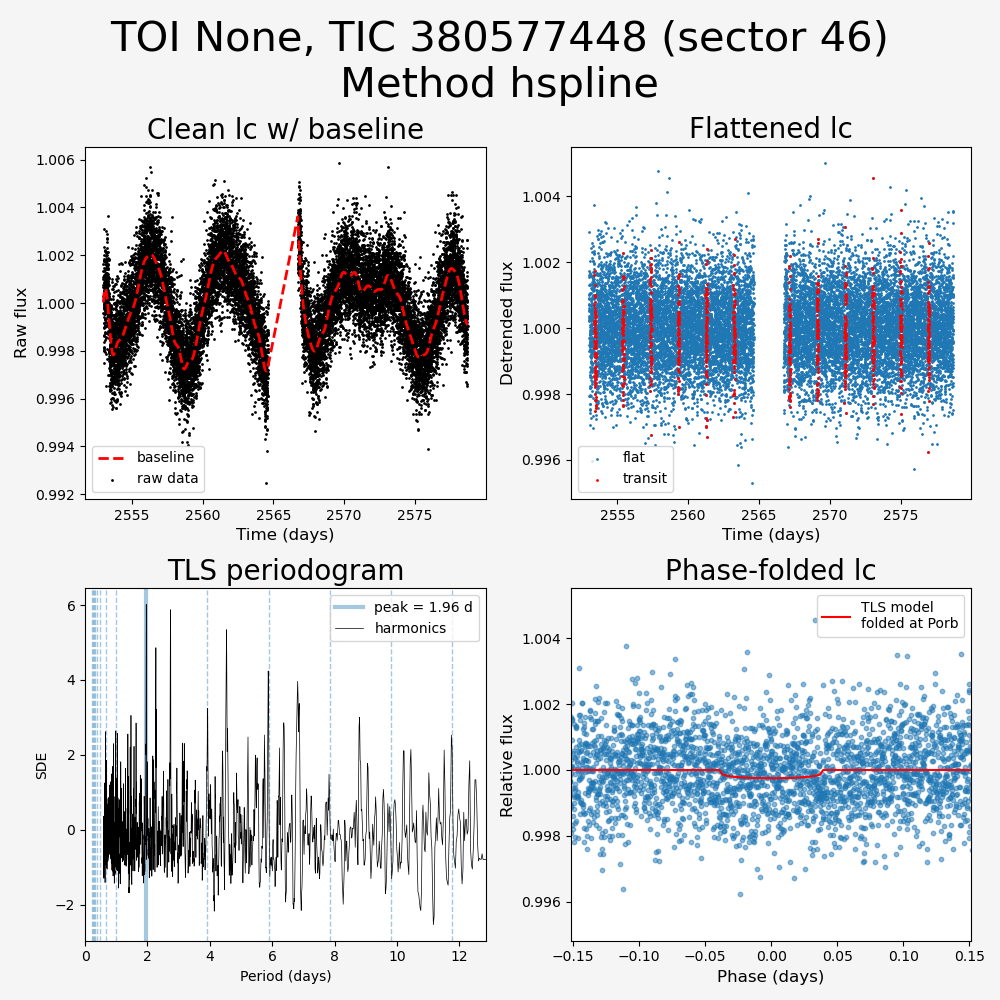 TOI None, TIC 380577448 (sector 46)
Method hspline
Clean lc w/ baseline
Flattened lc
1.006
1.004
1.002
1.000
0.998
0.996
0.994
0.992
Raw flux
baseline
raw data
2555
2560
2565
2570
2575
Time (days)
1.004
1.002
1.000
0.998
0.996
Detrended flux
flat
transit
2555
2560
2565
2570
2575
Time (days)
TLS periodogram
Phase-folded lc
6
4
2
0
−2
SDE
peak = 1.96 d
harmonics
0
2
4
6
8
10
12
Period (days)
1.004
1.002
1.000
0.998
0.996
Relative flux
TLS model
folded at Porb
−0.15
−0.10
−0.05
0.00
0.05
0.10
0.15
Phase (days)